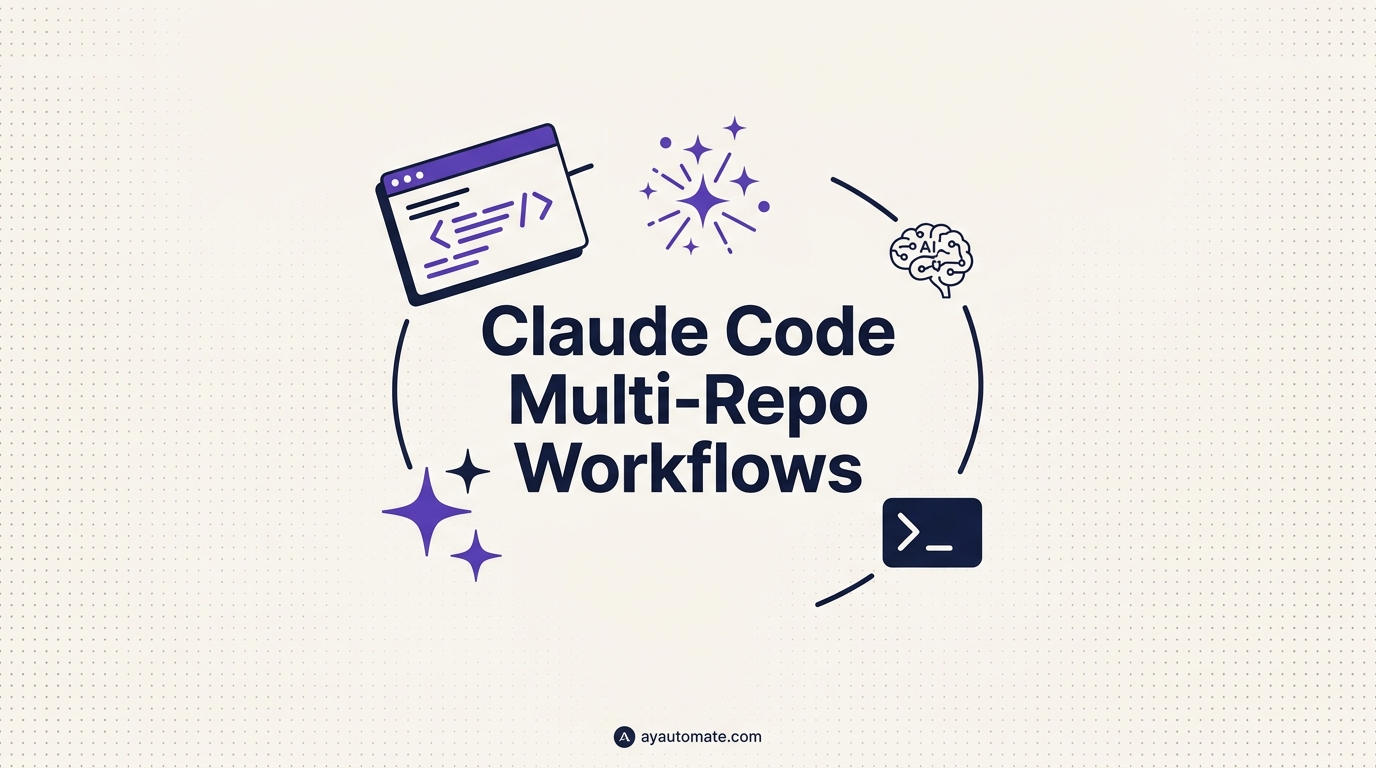 </>
AI
Claude Code
Multi-Repo
Workflows
>_
A ayautomate.com